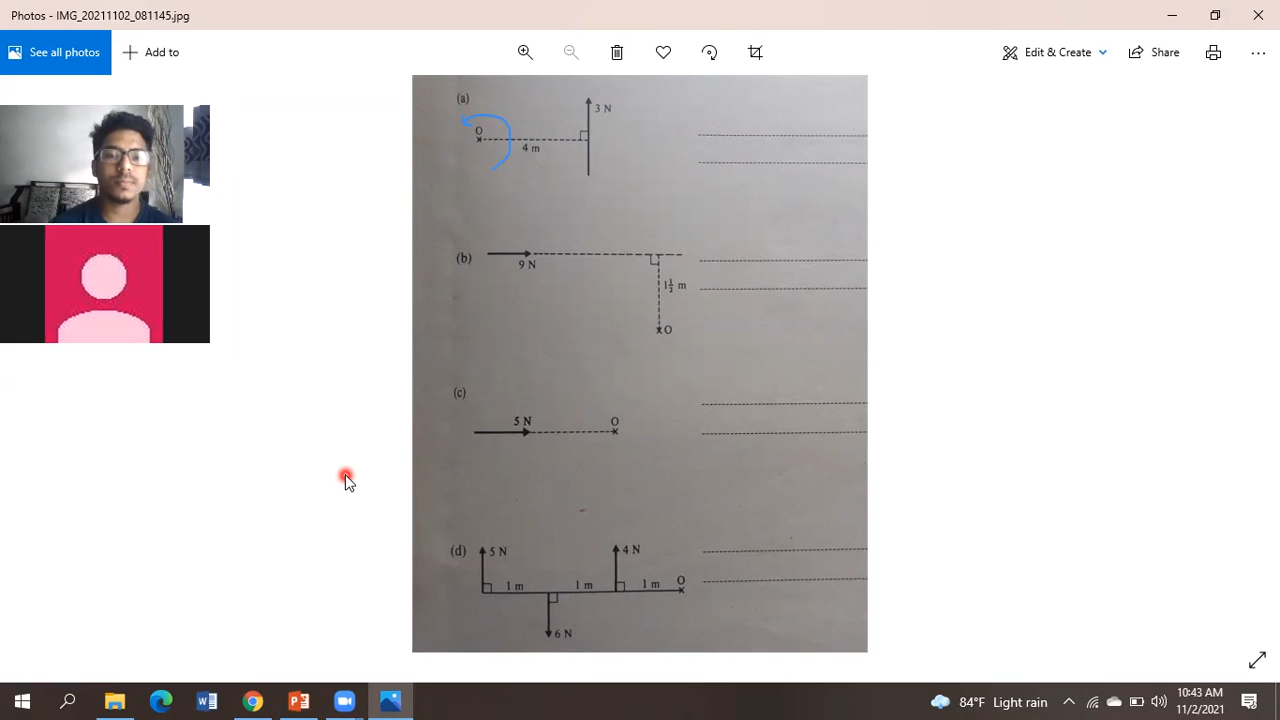 Photos - IMG_20211102_081145.jpg
See all photos
Add to
Edit & Create
Share
(a)
3 N
O
4 m
(b)
9 N
1½ m
O
(c)
5 N
O
(d)
5 N
4 N
1 m
1 m
1 m
O
6 N
84°F Light rain
10:43 AM
11/2/2021